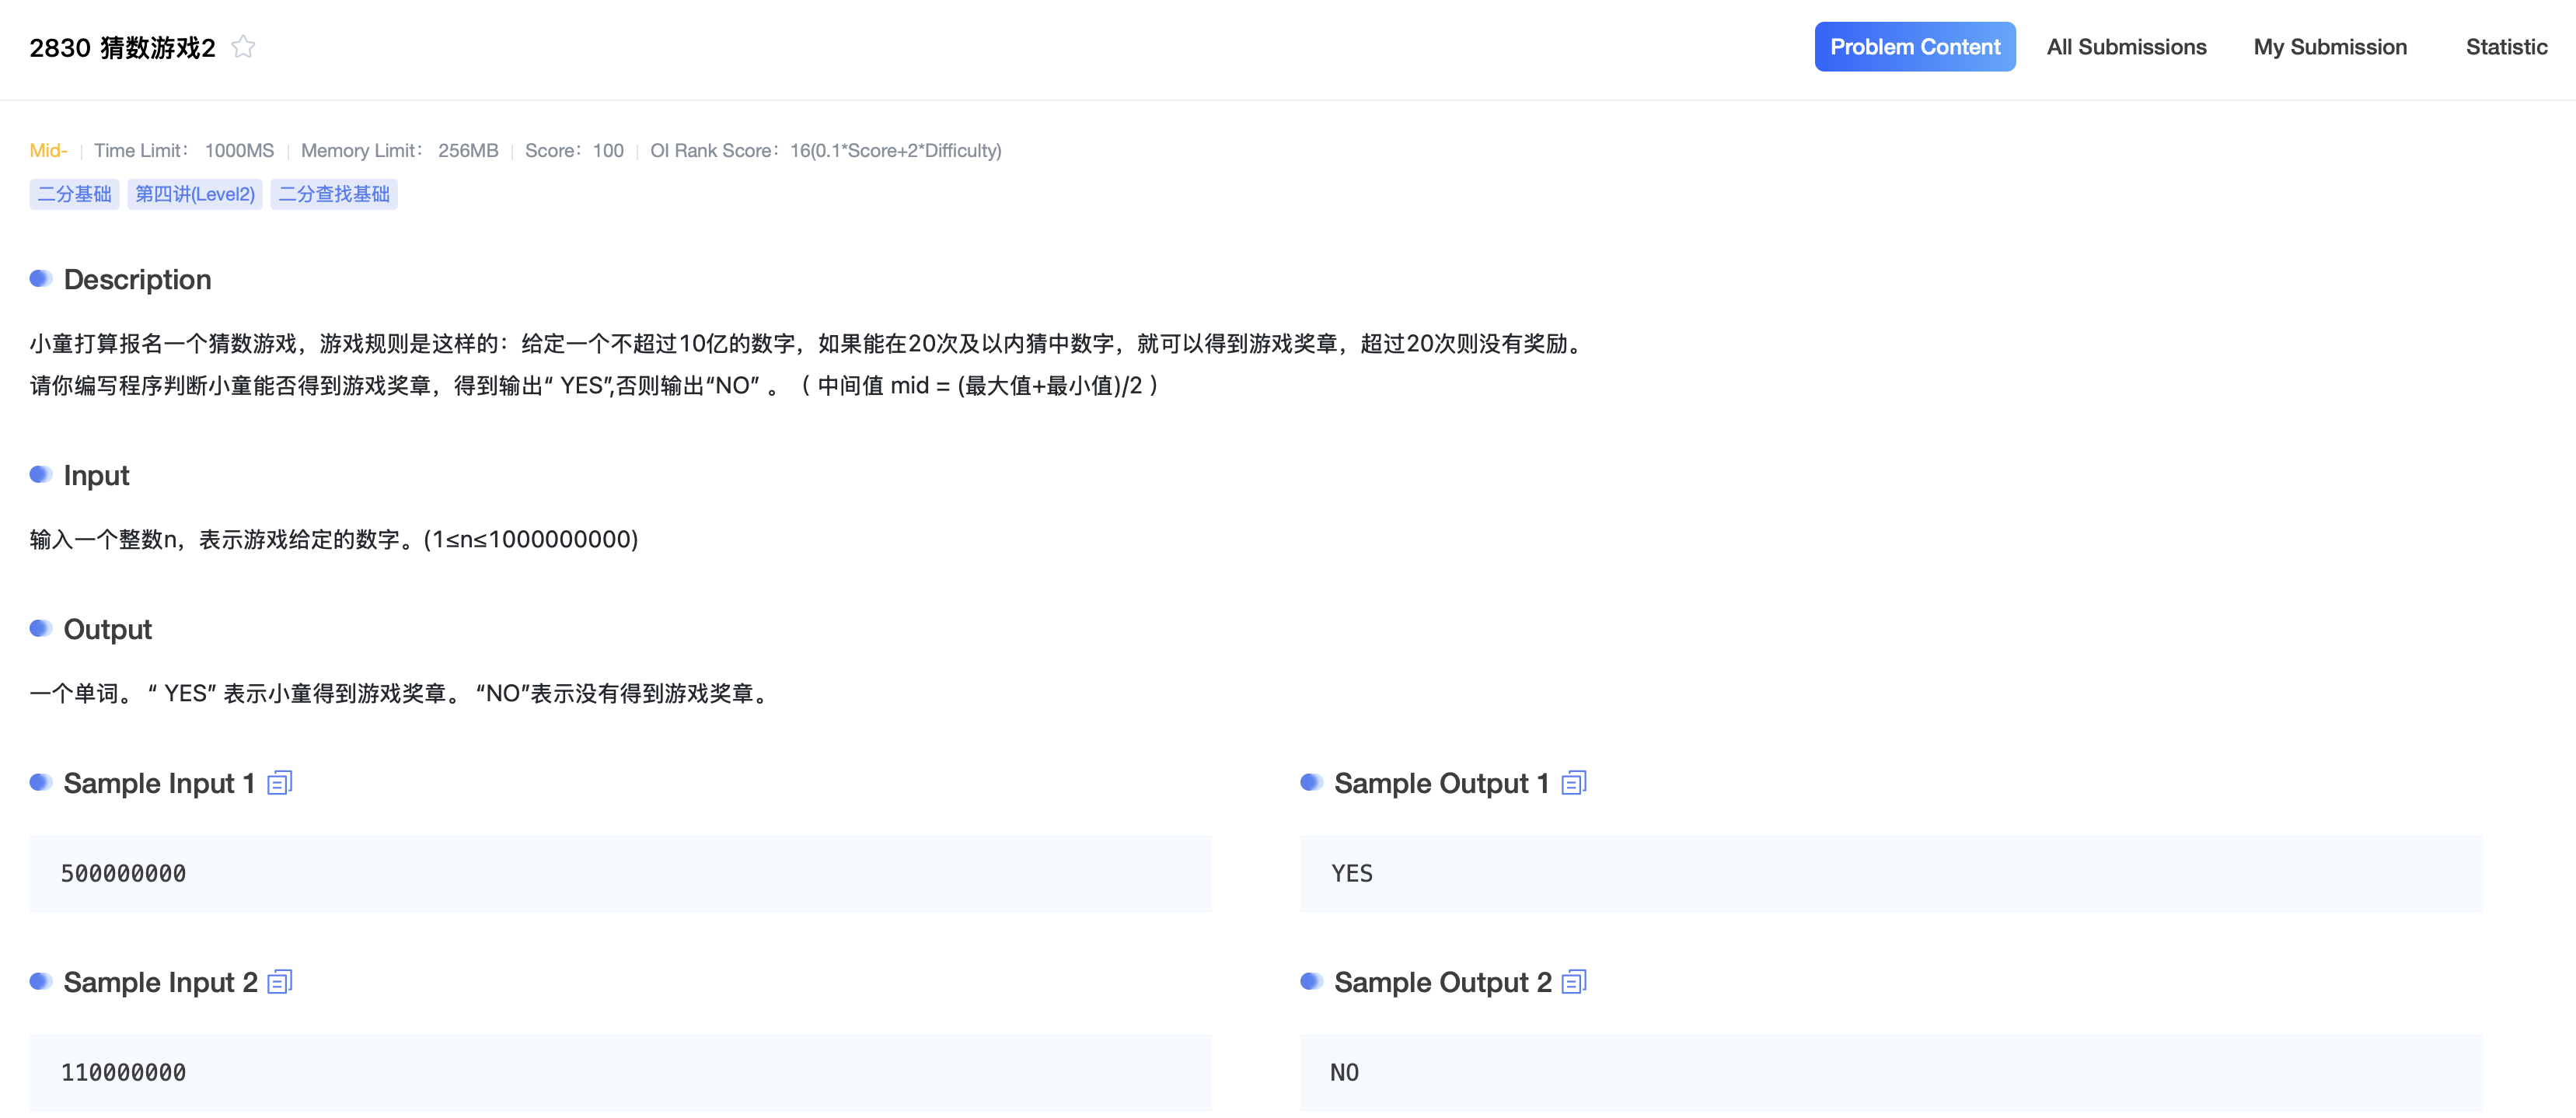 2830 猜数游戏2
Problem Content
All Submissions
My Submission
Statistic
Mid- | Time Limit： 1000MS | Memory Limit： 256MB | Score：100 | OI Rank Score：16(0.1*Score+2*Difficulty)
二分基础 第四讲(Level2) 二分查找基础
Description
小童打算报名一个猜数游戏，游戏规则是这样的：给定一个不超过10亿的数字，如果能在20次及以内猜中数字，就可以得到游戏奖章，超过20次则没有奖励。
请你编写程序判断小童能否得到游戏奖章，得到输出“ YES”,否则输出“NO” 。（ 中间值 mid = (最大值+最小值)/2 ）
Input
输入一个整数n，表示游戏给定的数字。(1≤n≤1000000000)
Output
一个单词。 “ YES” 表示小童得到游戏奖章。 “NO”表示没有得到游戏奖章。
Sample Input 1
Sample Output 1
500000000
YES
Sample Input 2
Sample Output 2
110000000
NO